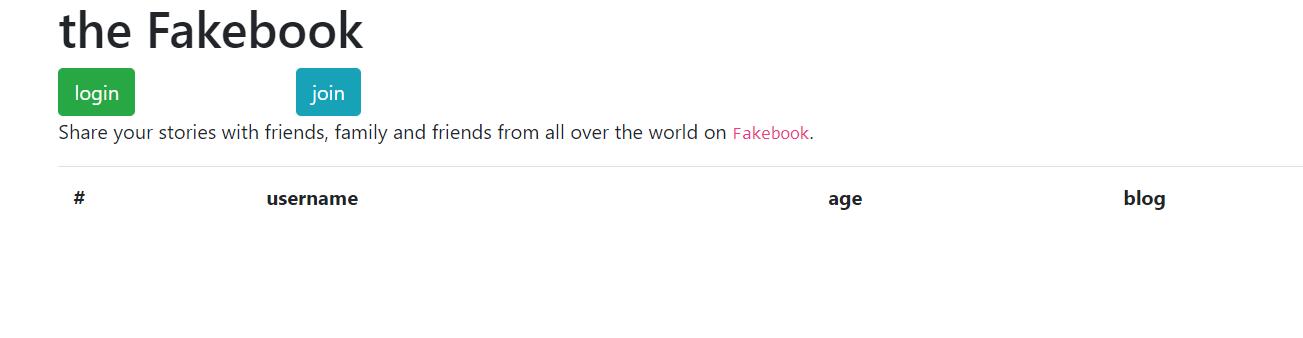 the Fakebook
login join
Share your stories with friends, family and friends from all over the world on Fakebook.
# username age blog